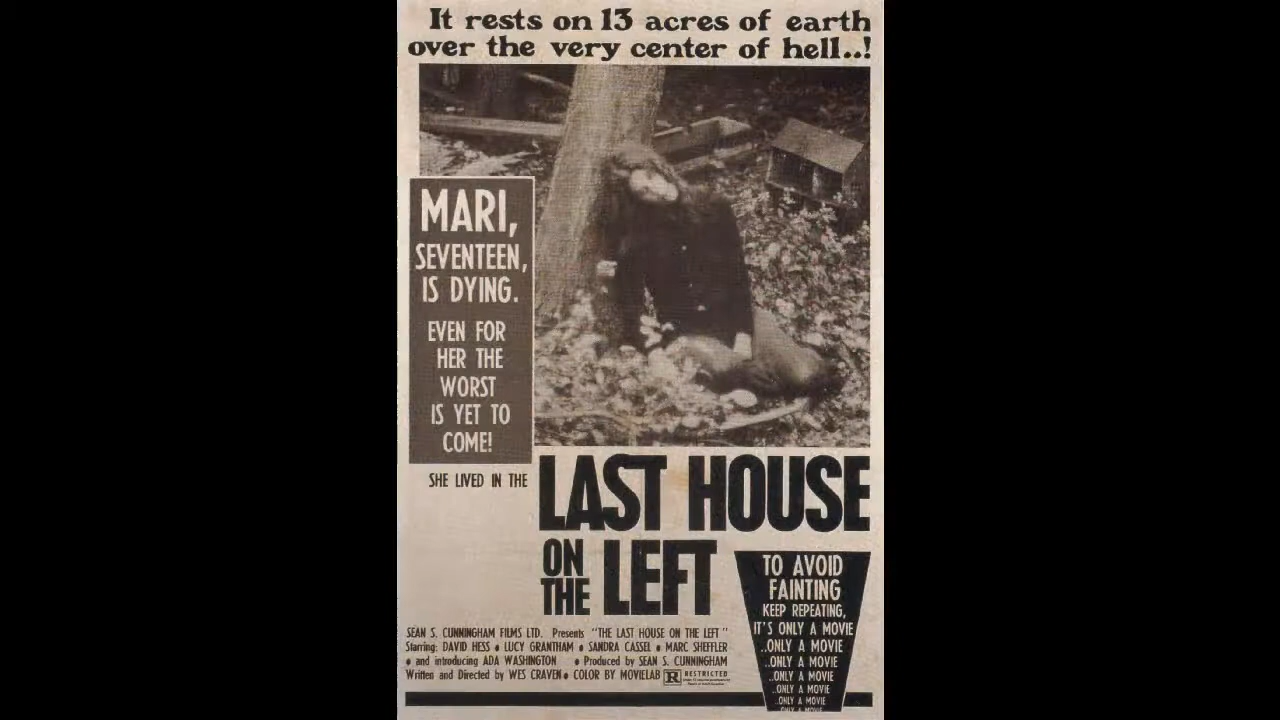 It rests on 13 acres of earth
over the very center of hell..!
MARI,
SEVENTEEN,
IS DYING.
EVEN FOR
HER THE
WORST
IS YET TO
COME!
SHE LIVED IN THE
LAST HOUSE
ON THE LEFT
TO AVOID
FAINTING
KEEP REPEATING,
IT'S ONLY A MOVIE
..ONLY A MOVIE
..ONLY A MOVIE
..ONLY A MOVIE
..ONLY A MOVIE
..ONLY A MOVIE
SEAN S. CUNNINGHAM FILMS LTD. Presents "THE LAST HOUSE ON THE LEFT"
Starring: DAVID HESS • LUCY GRANTHAM • SANDRA CASSEL • MARC SHEFFLER
• and introducing ADA WASHINGTON • Produced by SEAN S. CUNNINGHAM
Written and Directed by WES CRAVEN • COLOR BY MOVIELAB R RESTRICTED